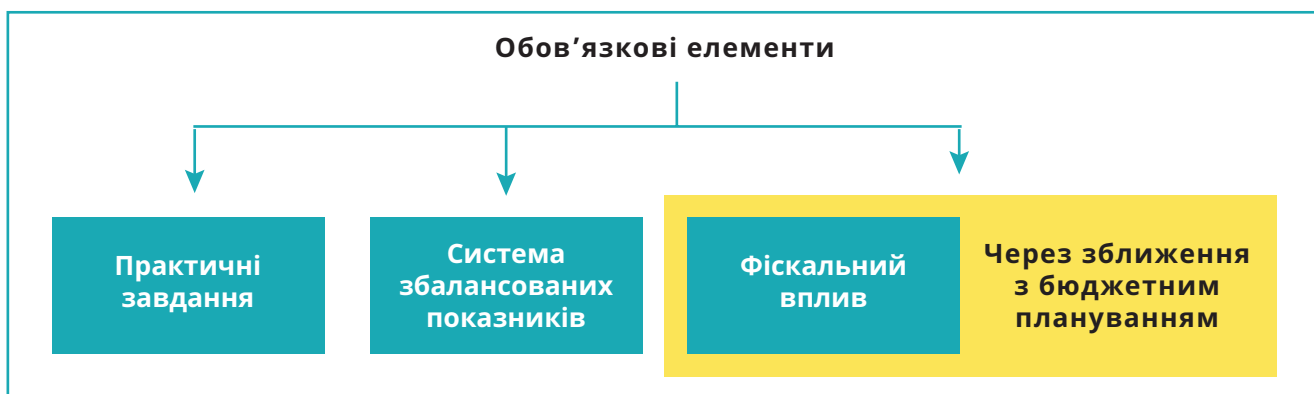 Обов’язкові елементи
Практичні
завдання
Система
збалансованих
показників
Фіскальний
вплив
Через зближення
з бюджетним
плануванням